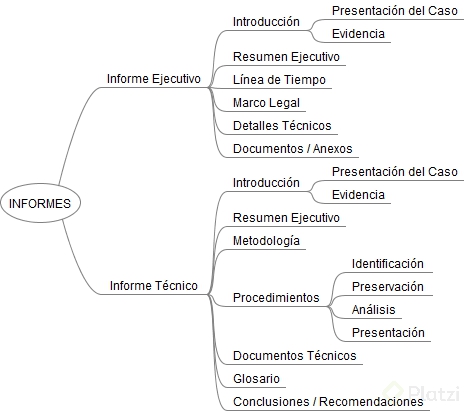 INFORMES
Informe Ejecutivo
Introducción
Presentación del Caso
Evidencia
Resumen Ejecutivo
Línea de Tiempo
Marco Legal
Detalles Técnicos
Documentos / Anexos
Informe Técnico
Introducción
Presentación del Caso
Evidencia
Resumen Ejecutivo
Metodología
Procedimientos
Identificación
Preservación
Análisis
Presentación
Documentos Técnicos
Glosario
Conclusiones / Recomendaciones
Platzi